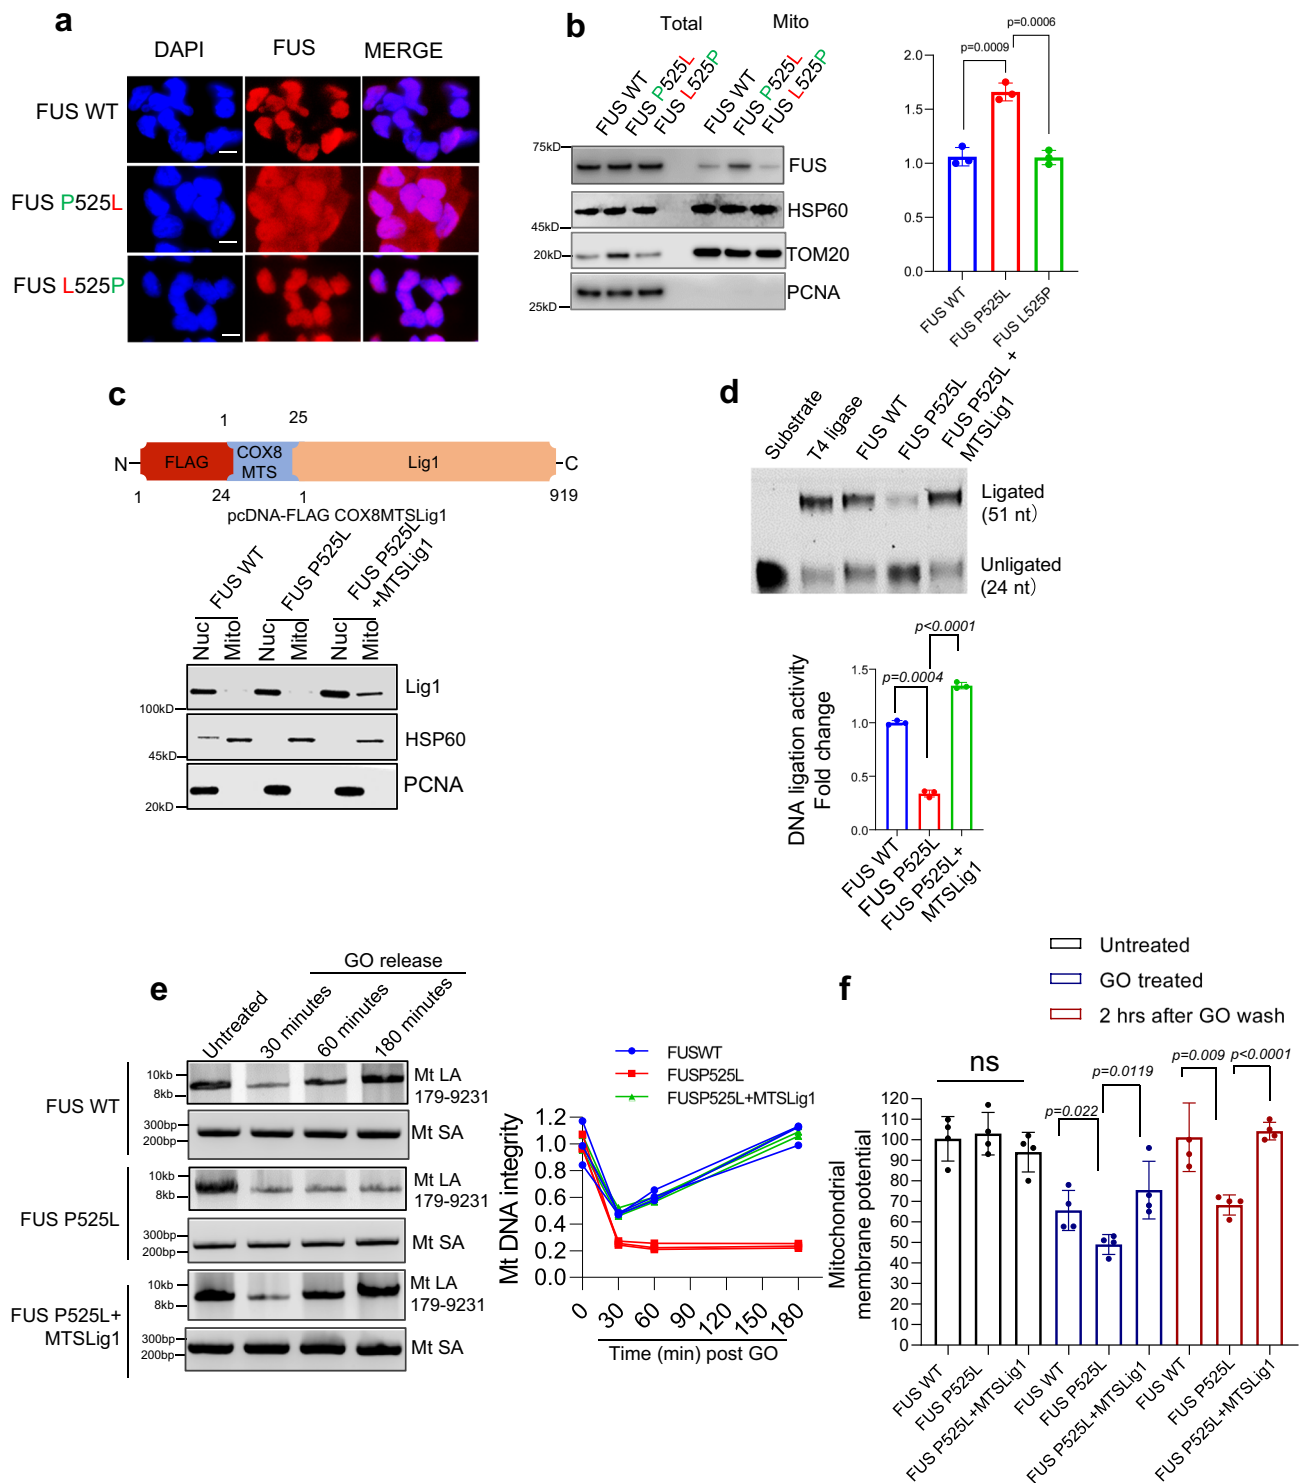 a
DAPI FUS MERGE
FUS WT
FUS P525L
FUS L525P
b
Total Mito
FUS WT
FUS P525L
FUS L525P
FUS WT
FUS P525L
FUS L525P
75kD
FUS
HSP60
45kD
20kD
TOM20
PCNA
25kD
p=0.0006
p=0.0009
2.0
1.5
1.0
0.5
0.0
FUS WT
FUS P525L
FUS L525P
c
1 25
N FLAG COX8 MTS Lig1 C
1 24 1 919
pcDNA-FLAG COX8MTSLig1
FUS WT
FUS P525L
FUS P525L
+MTSLig1
Nuc Mito Nuc Mito Nuc Mito
Lig1
100kD
HSP60
45kD
PCNA
20kD
d
Substrate
T4 ligase
FUS WT
FUS P525L
FUS P525L +
MTSLig1
Ligated
(51 nt)
Unligated
(24 nt)
p<0.0001
p=0.0004
DNA ligation activity
Fold change
1.5
1.0
0.5
0.0
FUS WT
FUS P525L
FUS P525L+
MTSLig1
e
GO release
Untreated
30 minutes
60 minutes
180 minutes
FUS WT
10kb
8kb
Mt LA
179-9231
300bp
200bp
Mt SA
FUS P525L
10kb
8kb
Mt LA
179-9231
300bp
200bp
Mt SA
FUS P525L+
MTSLig1
10kb
8kb
Mt LA
179-9231
300bp
200bp
Mt SA
FUSWT
FUSP525L
FUSP525L+MTSLig1
Mt DNA integrity
1.2
1.0
0.8
0.6
0.4
0.2
0.0
0 30 60 90 120 150 180
Time (min) post GO
f
Untreated
GO treated
2 hrs after GO wash
ns
p=0.022
p=0.0119
p=0.009
p<0.0001
Mitochondrial
membrane potential
120
110
100
90
80
70
60
50
40
30
20
10
0
FUS WT
FUS P525L
FUS P525L+MTSLig1
FUS WT
FUS P525L
FUS P525L+MTSLig1
FUS WT
FUS P525L
FUS P525L+MTSLig1